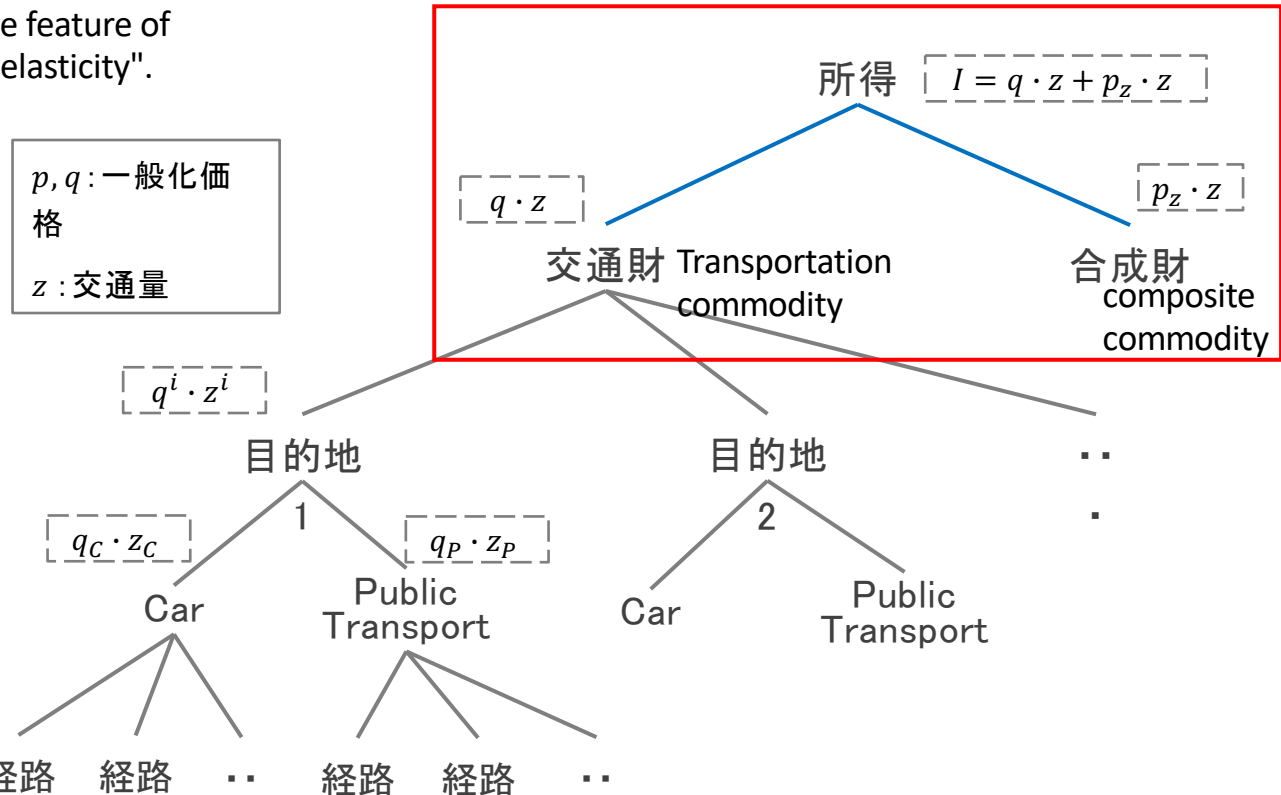 e feature of
elasticity".
所得
I = q · z + p_z · z
p, q : 一般化価
格
z : 交通量
q · z
p_z · z
交通財
Transportation
commodity
合成財
composite
commodity
q^i · z^i
目的地
1
目的地
2
・・
・
q_C · z_C
q_P · z_P
Car
Public
Transport
Car
Public
Transport
経路
経路
・・
経路
経路
・・